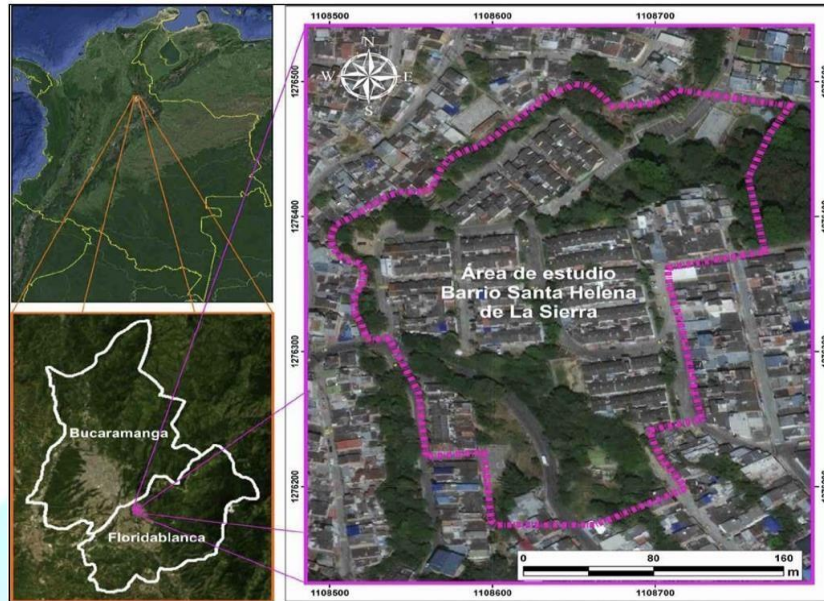 1108500 1108600 1108700
N
W E
S
1276500
1276400
1276300
1276200
Área de estudio
Barrio Santa Helena
de La Sierra
Bucaramanga
Floridablanca
0 80 160
m
1108500 1108600 1108700